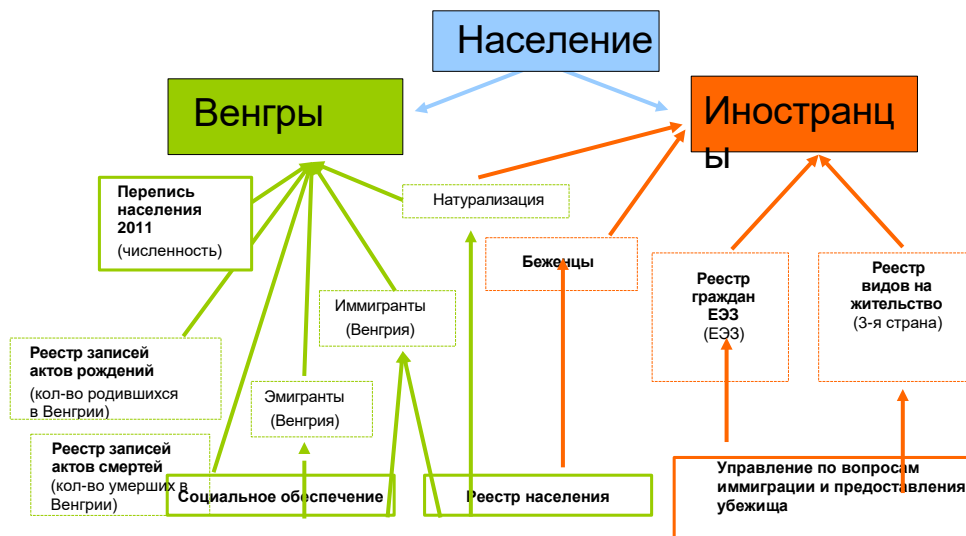 Население
Венгры
Иностранц
ы
Перепись
населения
2011
(численность)
Натурализация
Беженцы
Реестр
граждан
ЕЭЗ
(ЕЭЗ)
Реестр
видов на
жительство
(3-я страна)
Иммигранты
(Венгрия)
Реестр записей
актов рождений
(кол-во родившихся
в Венгрии)
Эмигранты
(Венгрия)
Реестр записей
актов смертей
(кол-во умерших в
Венгрии)
Социальное обеспечение
Реестр населения
Управление по вопросам
иммиграции и предоставления
убежища